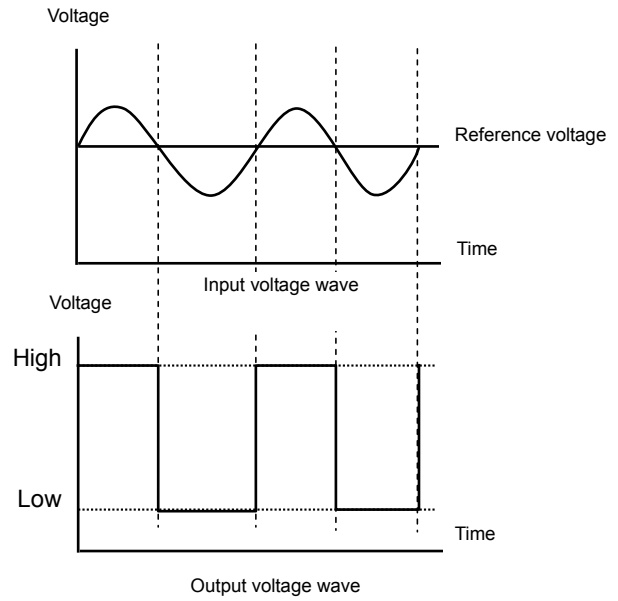 Voltage
Reference voltage
Time
Input voltage wave
Voltage
High
Low
Time
Output voltage wave